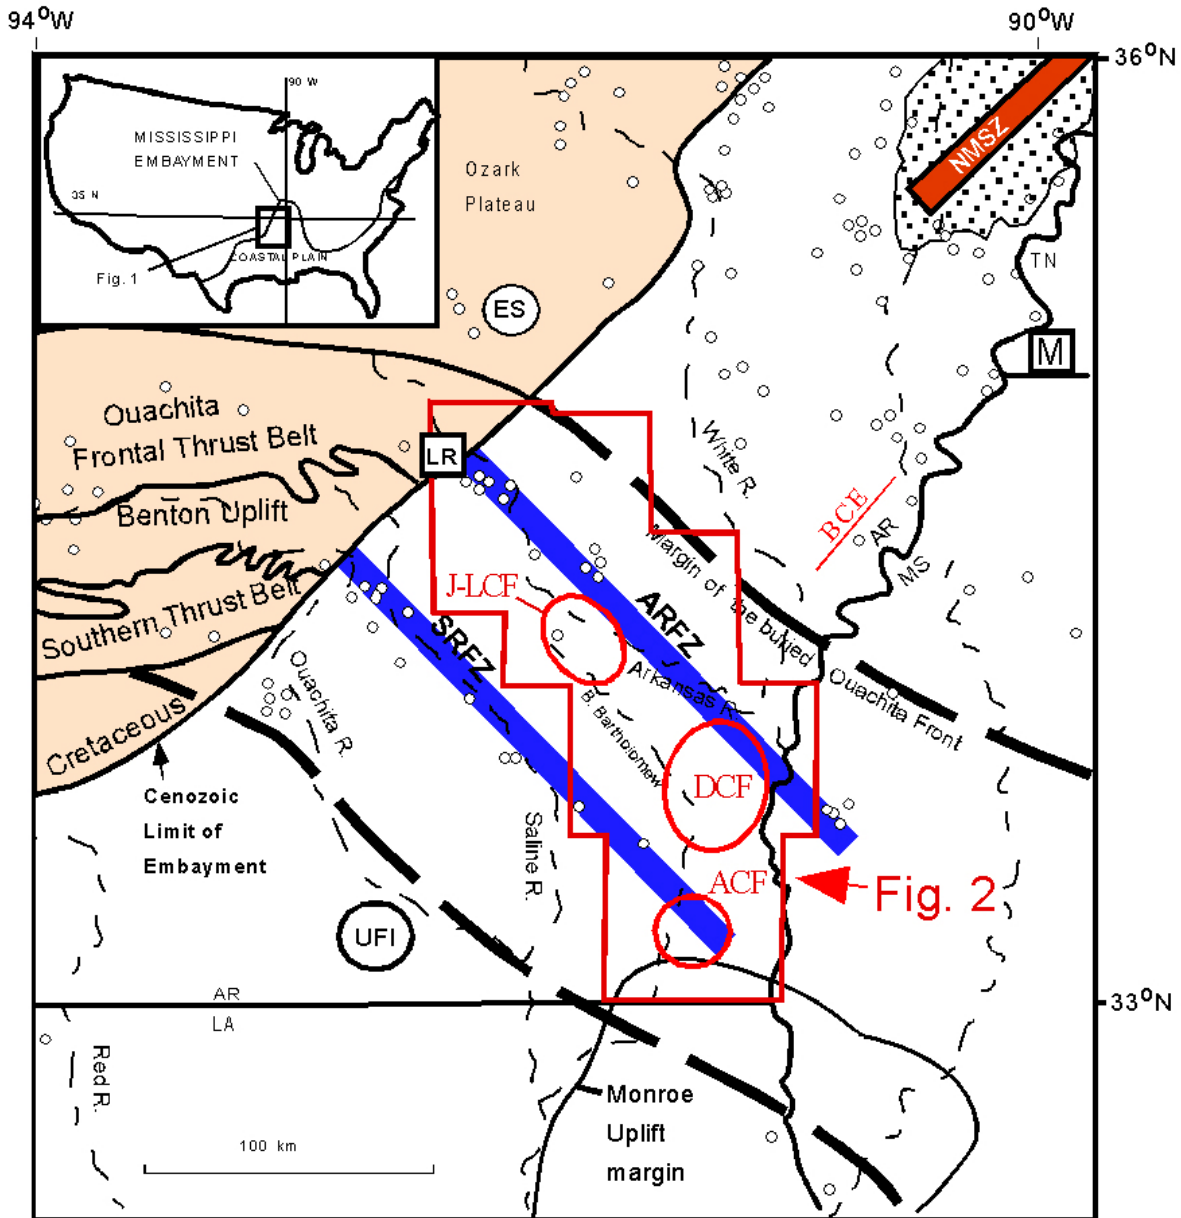 94°W
90°W
36°N
90 W
MISSISSIPPI
EMBAYMENT
35 N
COASTAL PLAIN
Fig. 1
Ozark
Plateau
NMSZ
TN
ES
M
Ouachita
Frontal Thrust Belt
LR
White R.
BCE
AR
MS
Benton Uplift
Margin of the buried Ouachita Front
J-LCF
ARFZ
Southern Thrust Belt
SRFZ
Arkansas R.
Ouachita R.
B. Bartholomew
Cretaceous
DCF
Cenozoic
Limit of
Embayment
Saline R.
ACF
Fig. 2
UFI
AR
LA
33°N
Red R.
Monroe
Uplift
margin
100 km